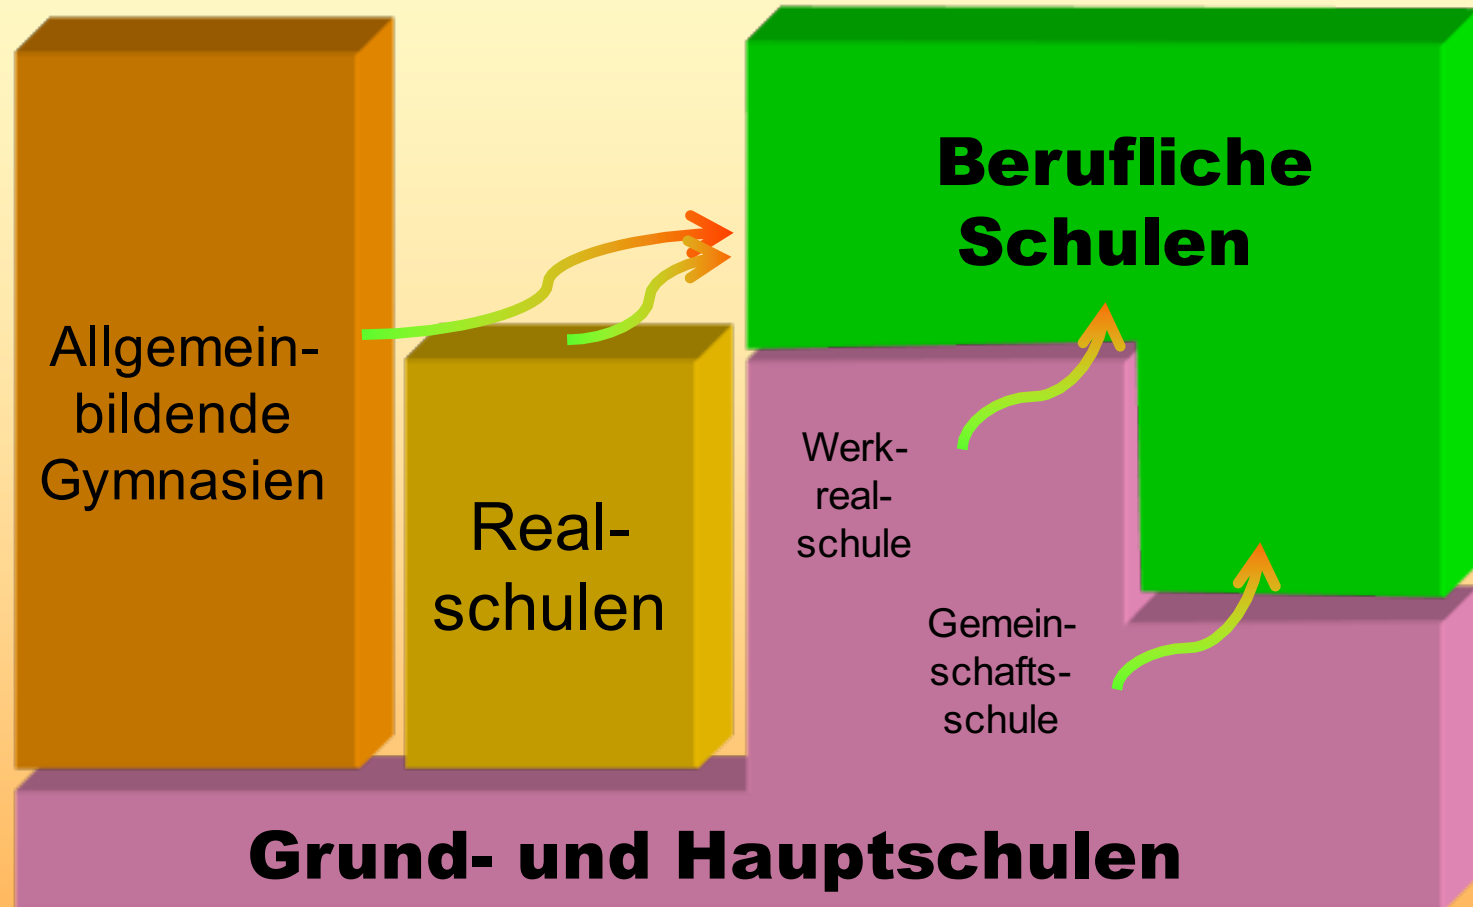 Allgemein-
bildende
Gymnasien
Real-
schulen
Berufliche
Schulen
Werk-
real-
schule
Gemein-
schafts-
schule
Grund- und Hauptschulen